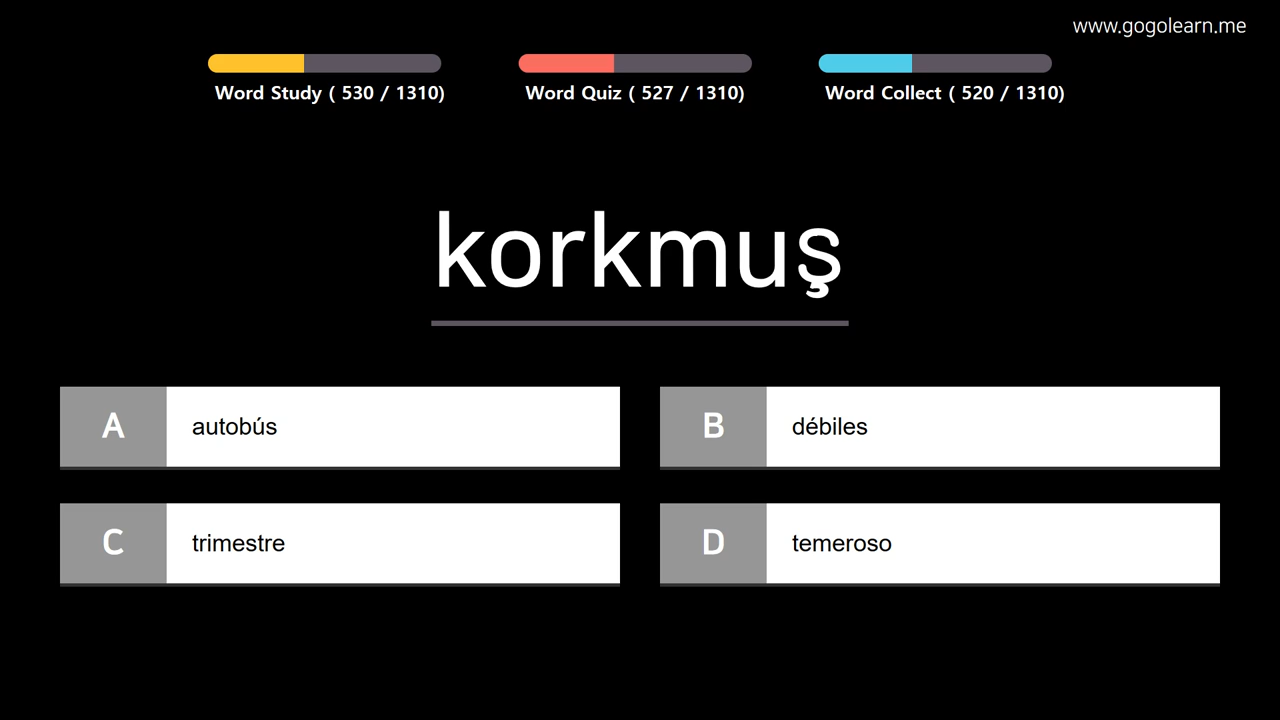 www.gogolearn.me
Word Study ( 530 / 1310)
Word Quiz ( 527 / 1310)
Word Collect ( 520 / 1310)
korkmuş
A autobús
B débiles
C trimestre
D temeroso